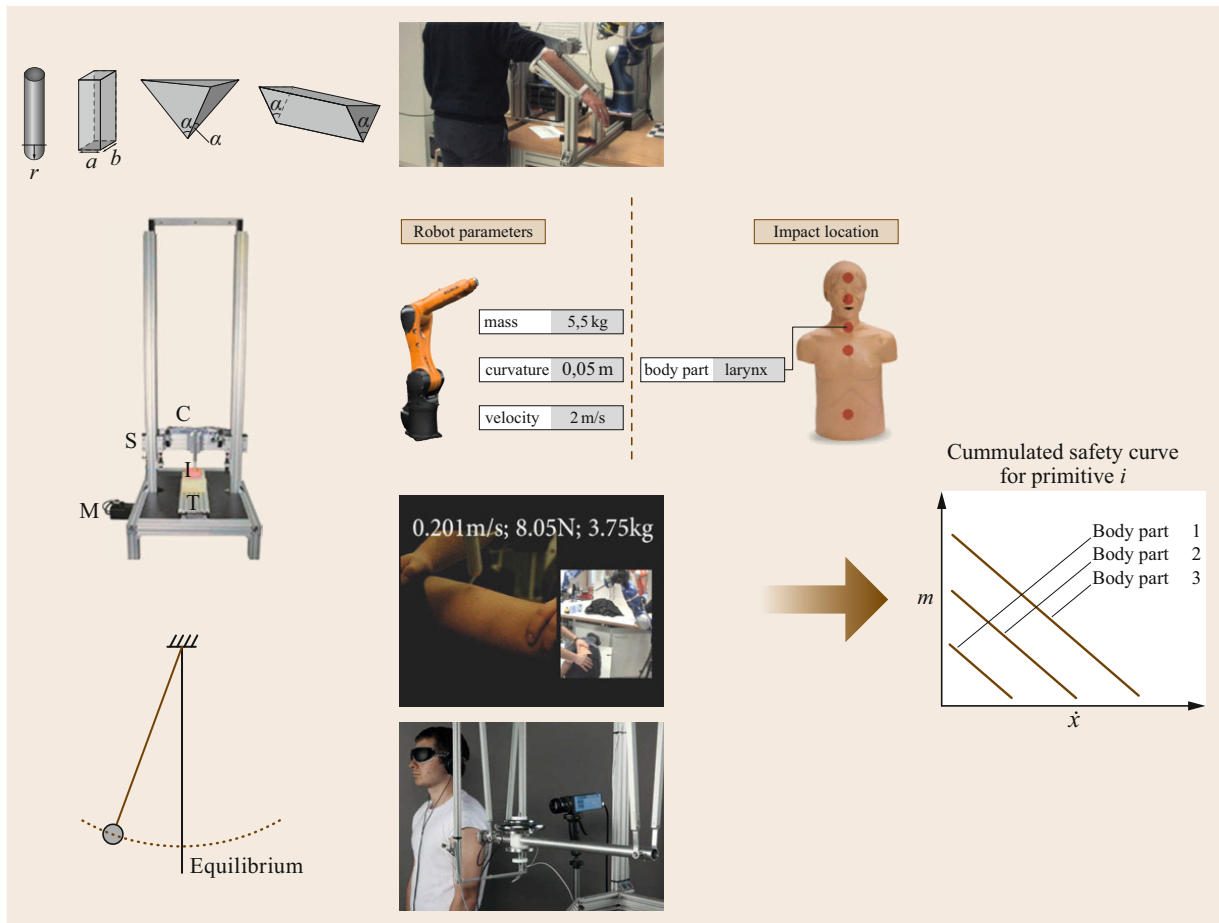 r
a
b
α
α
α
α
Robot parameters
Impact location
mass 5,5 kg
curvature 0,05 m
velocity 2 m/s
body part larynx
C
S
I
T
M
0.201m/s; 8.05N; 3.75kg
Cummulated safety curve
for primitive i
Body part 1
Body part 2
Body part 3
m
ẋ
Equilibrium